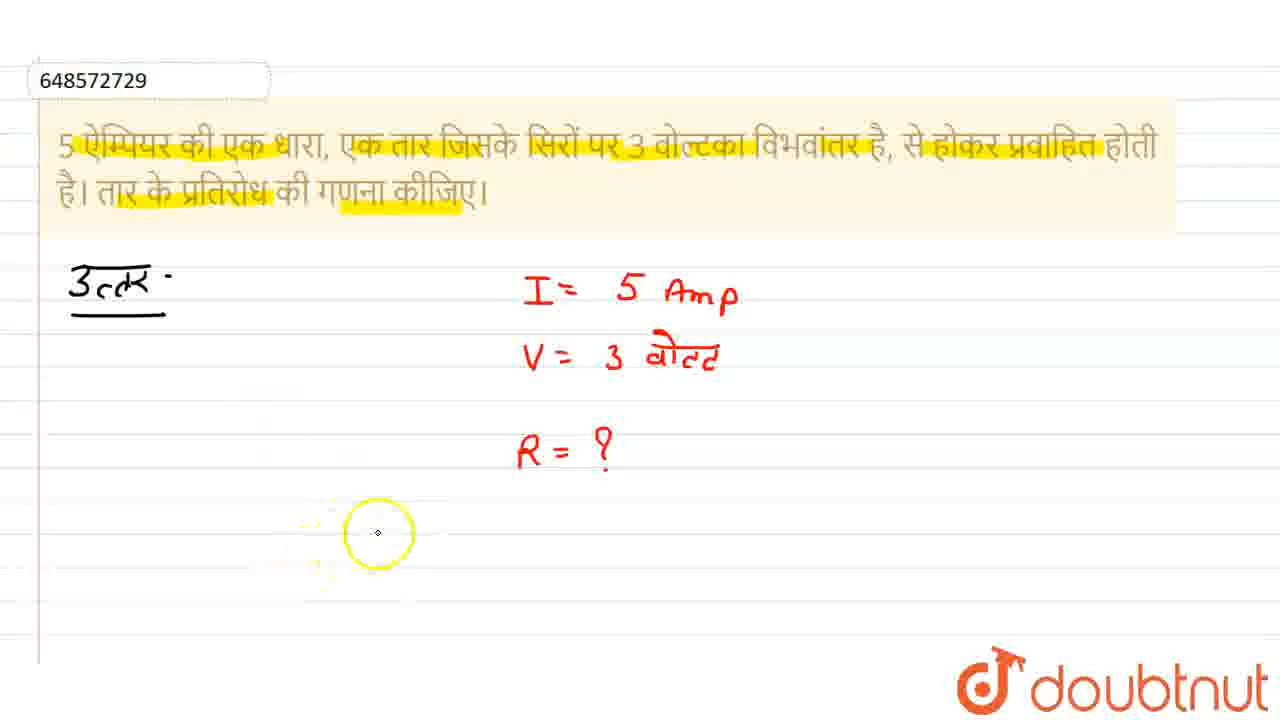 648572729
5 ऐम्पियर की एक धारा, एक तार जिसके सिरों पर 3 वोल्टका विभवांतर है, से होकर प्रवाहित होती
है। तार के प्रतिरोध की गणना कीजिए।
उत्तर -
I = 5 Amp
V = 3 वोल्ट
R = ?
doubtnut